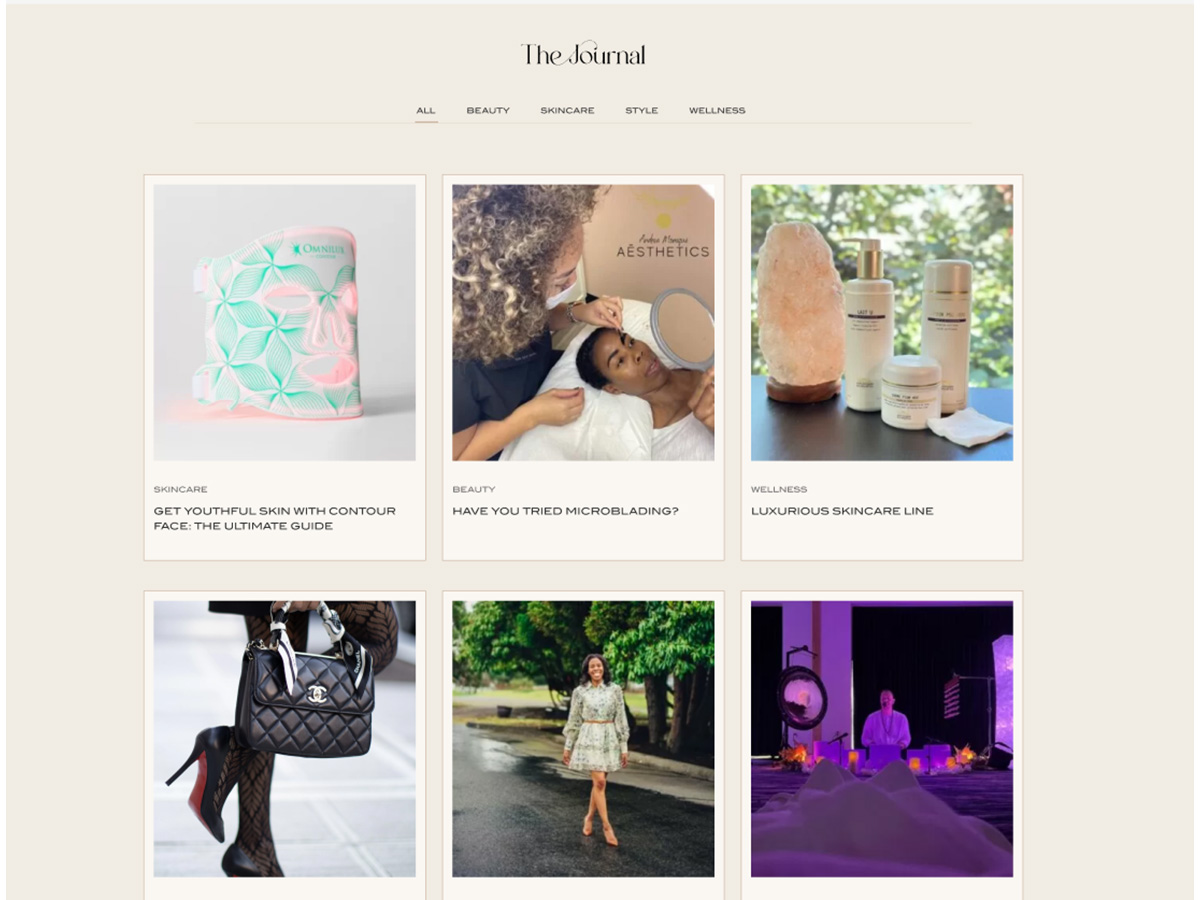 The Journal
ALL BEAUTY SKINCARE STYLE WELLNESS
OMNILUX
Andrea Monique
AĒSTHETICS
SKINCARE
GET YOUTHFUL SKIN WITH CONTOUR
FACE: THE ULTIMATE GUIDE
BEAUTY
HAVE YOU TRIED MICROBLADING?
WELLNESS
LUXURIOUS SKINCARE LINE